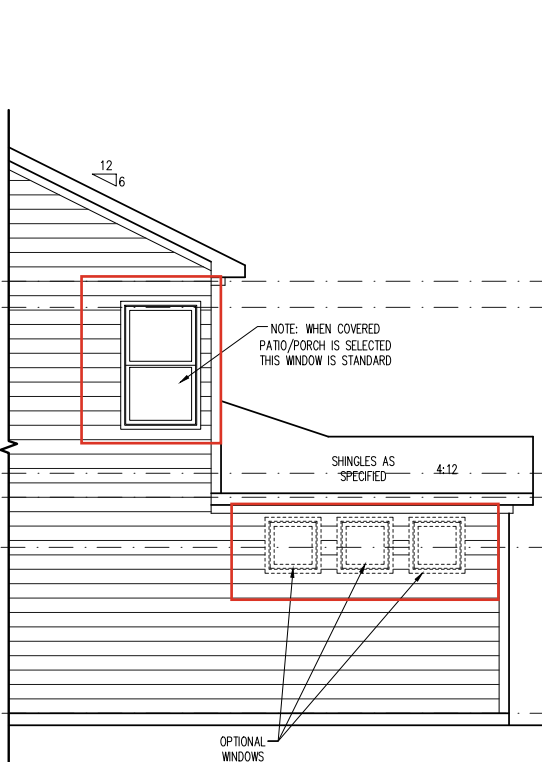 12
6
NOTE: WHEN COVERED
PATIO/PORCH IS SELECTED
THIS WINDOW IS STANDARD
SHINGLES AS
SPECIFIED
4:12
OPTIONAL
WINDOWS